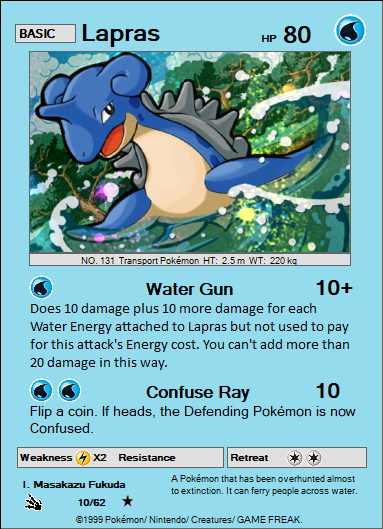 BASIC Lapras HP 80
NO. 131 Transport Pokémon HT: 2.5 m WT: 220 kg
Water Gun 10+
Does 10 damage plus 10 more damage for each
Water Energy attached to Lapras but not used to pay
for this attack's Energy cost. You can't add more than
20 damage in this way.
Confuse Ray 10
Flip a coin. If heads, the Defending Pokémon is now
Confused.
Weakness X2 Resistance Retreat
I. Masakazu Fukuda
10/62
A Pokémon that has been overhunted almost
to extinction. It can ferry people across water.
©1999 Pokémon/ Nintendo/ Creatures/ GAME FREAK.